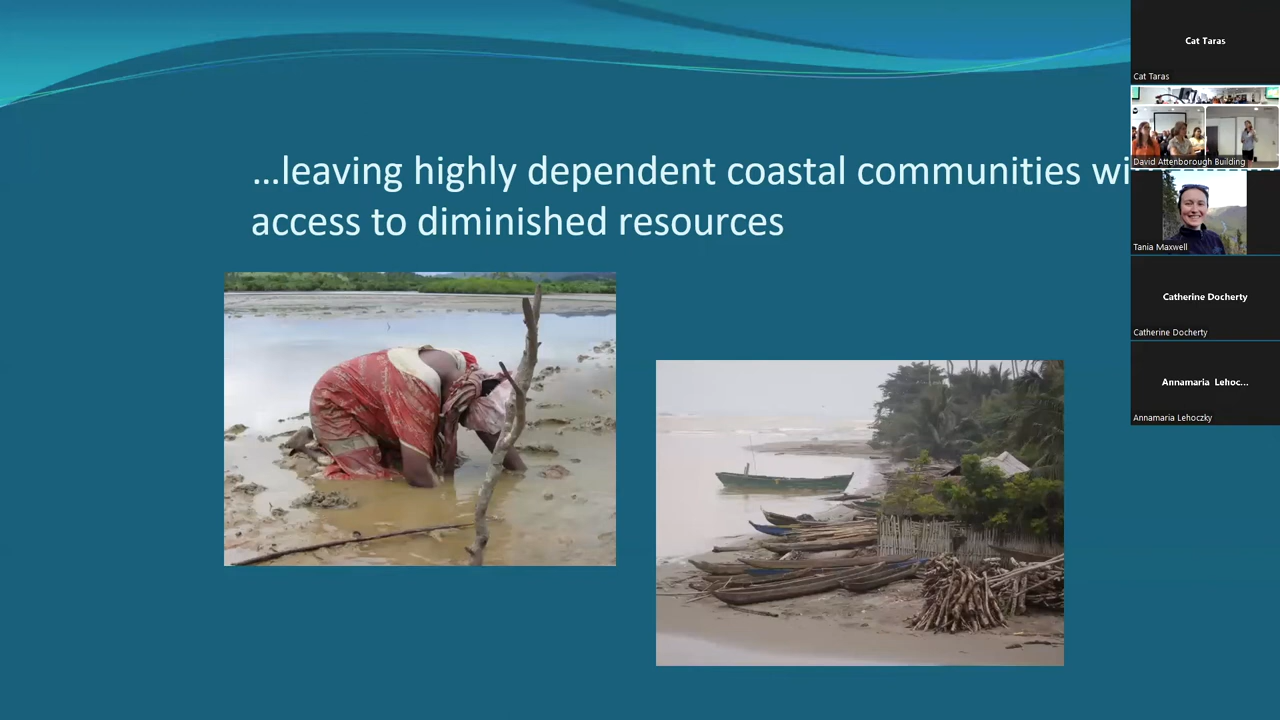 ...leaving highly dependent coastal communities wi
access to diminished resources
Cat Taras
Cat Taras
David Attenborough Building
Tania Maxwell
Catherine Docherty
Catherine Docherty
Annamaria Lehoc...
Annamaria Lehoczky